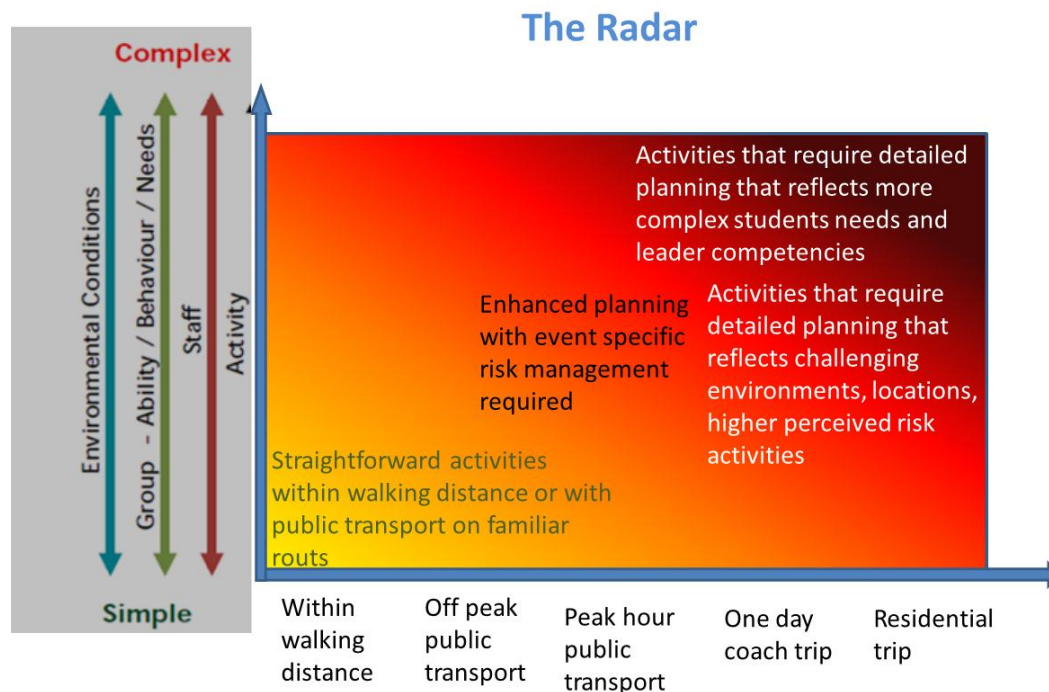 The Radar
Complex
Environmental Conditions
Group - Ability / Behaviour / Needs
Staff
Activity
Simple
Activities that require detailed
planning that reflects more
complex students needs and
leader competencies
Enhanced planning
with event specific
risk management
required
Activities that require
detailed planning that
reflects challenging
environments, locations,
higher perceived risk
activities
Straightforward activities
within walking distance or with
public transport on familiar
routs
Within
walking
distance
Off peak
public
transport
Peak hour
public
transport
One day
coach trip
Residential
trip